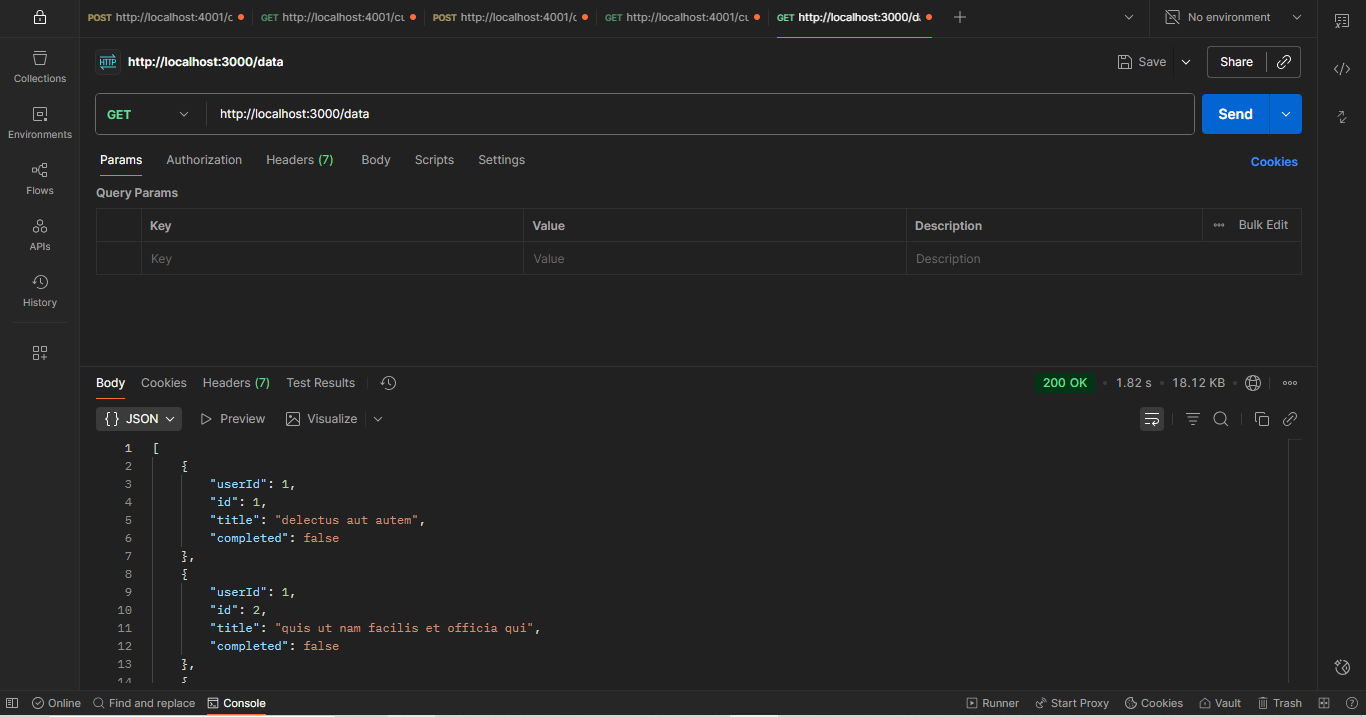 POST http://localhost:4001/c
GET http://localhost:4001/cu
POST http://localhost:4001/c
GET http://localhost:4001/cu
GET http://localhost:3000/da
No environment
Collections
Environments
Flows
APIs
History
HTTP http://localhost:3000/data
Save
Share
GET http://localhost:3000/data
Send
Params Authorization Headers (7) Body Scripts Settings
Cookies
Query Params
Key Value Description
Bulk Edit
Key Value Description
Body Cookies Headers (7) Test Results
200 OK • 1.82 s • 18.12 KB
{} JSON
Preview
Visualize
1 [
2 {
3 "userId": 1,
4 "id": 1,
5 "title": "delectus aut autem",
6 "completed": false
7 },
8 {
9 "userId": 1,
10 "id": 2,
11 "title": "quis ut nam facilis et officia qui",
12 "completed": false
13 },
14 {
Online
Find and replace
Console
Runner
Start Proxy
Cookies
Vault
Trash